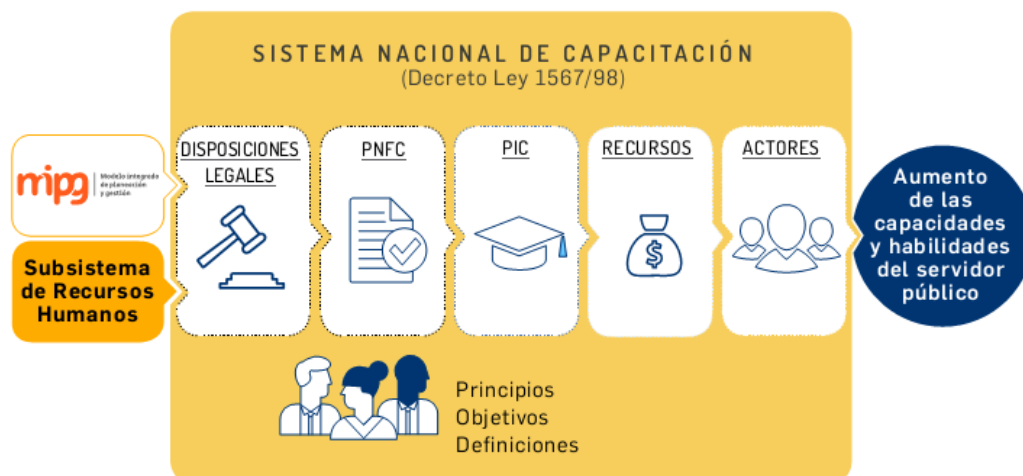 SISTEMA NACIONAL DE CAPACITACIÓN
(Decreto Ley 1567/98)
mipg
Modelo integrado
de planeación
y gestión
Subsistema
de Recursos
Humanos
DISPOSICIONES
LEGALES
PNFC
PIC
RECURSOS
$
ACTORES
Aumento
de las
capacidades
y habilidades
del servidor
público
Principios
Objetivos
Definiciones